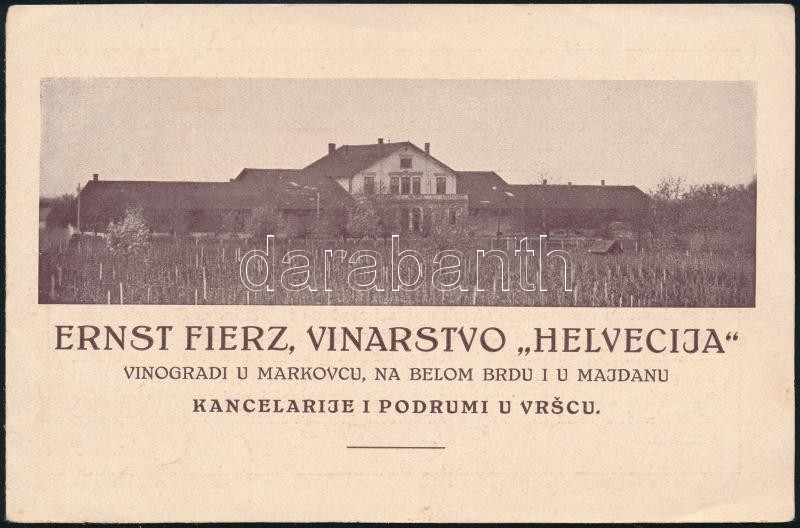 darabanth
ERNST FIERZ, VINARSTVO „HELVECIJA“
VINOGRADI U MARKOVCU, NA BELOM BRDU I U MAJDANU
KANCELARIJE I PODRUMI U VRŠCU.